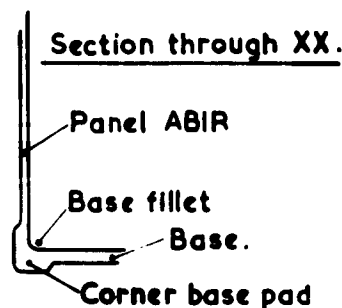 Section through XX.
Panel ABIR
Base fillet
Base.
Corner base pad